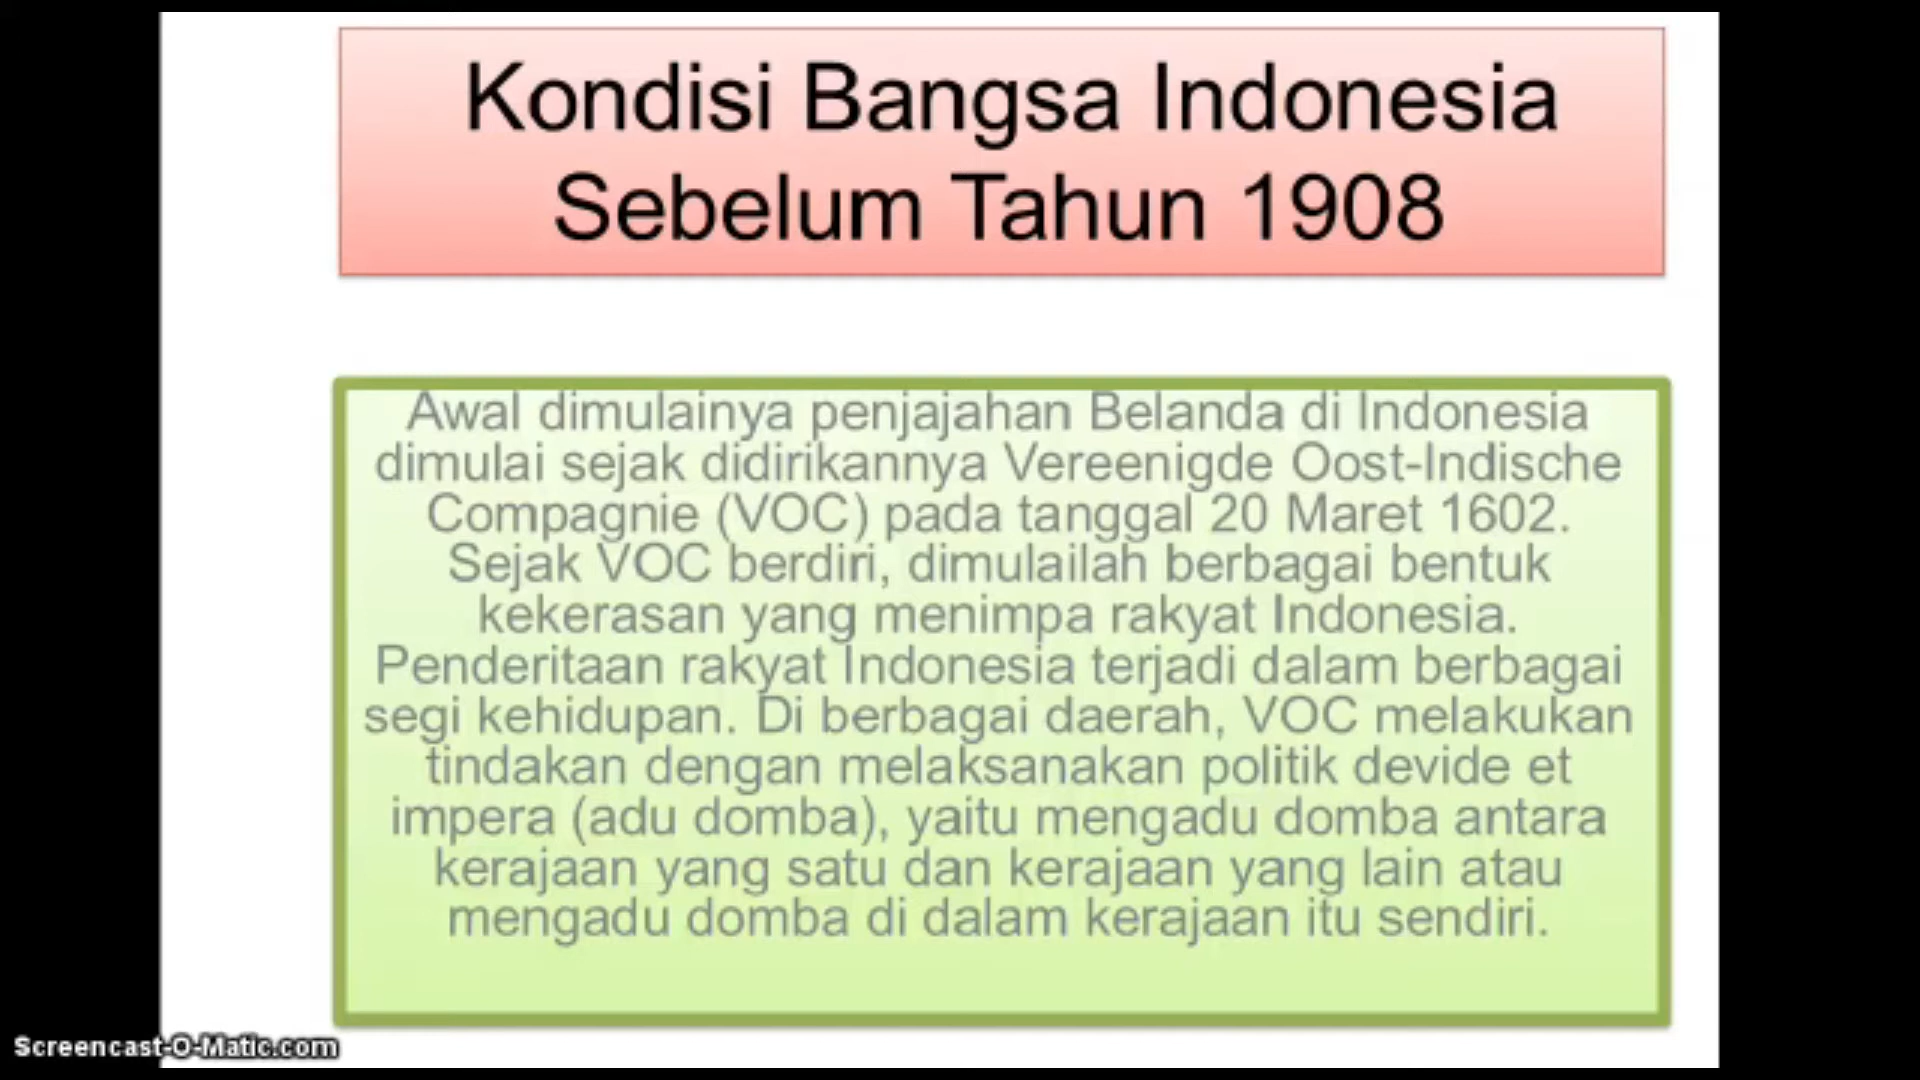 Kondisi Bangsa Indonesia
Sebelum Tahun 1908
Awal dimulainya penjajahan Belanda di Indonesia
dimulai sejak didirikannya Vereenigde Oost-Indische
Compagnie (VOC) pada tanggal 20 Maret 1602.
Sejak VOC berdiri, dimulailah berbagai bentuk
kekerasan yang menimpa rakyat Indonesia.
Penderitaan rakyat Indonesia terjadi dalam berbagai
segi kehidupan. Di berbagai daerah, VOC melakukan
tindakan dengan melaksanakan politik devide et
impera (adu domba), yaitu mengadu domba antara
kerajaan yang satu dan kerajaan yang lain atau
mengadu domba di dalam kerajaan itu sendiri.
Screencast-O-Matic.com